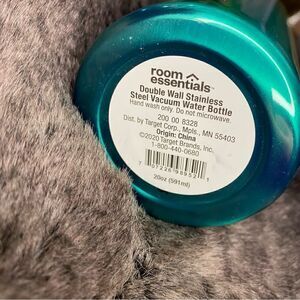 room
essentials™
Double Wall Stainless
Steel Vacuum Water Bottle
Hand wash only. Do not microwave.
200 00 8328
Dist. by Target Corp., Mpls., MN 55403
Origin: China
©2020 Target Brands, Inc.
1-800-440-0680
20oz (591ml)